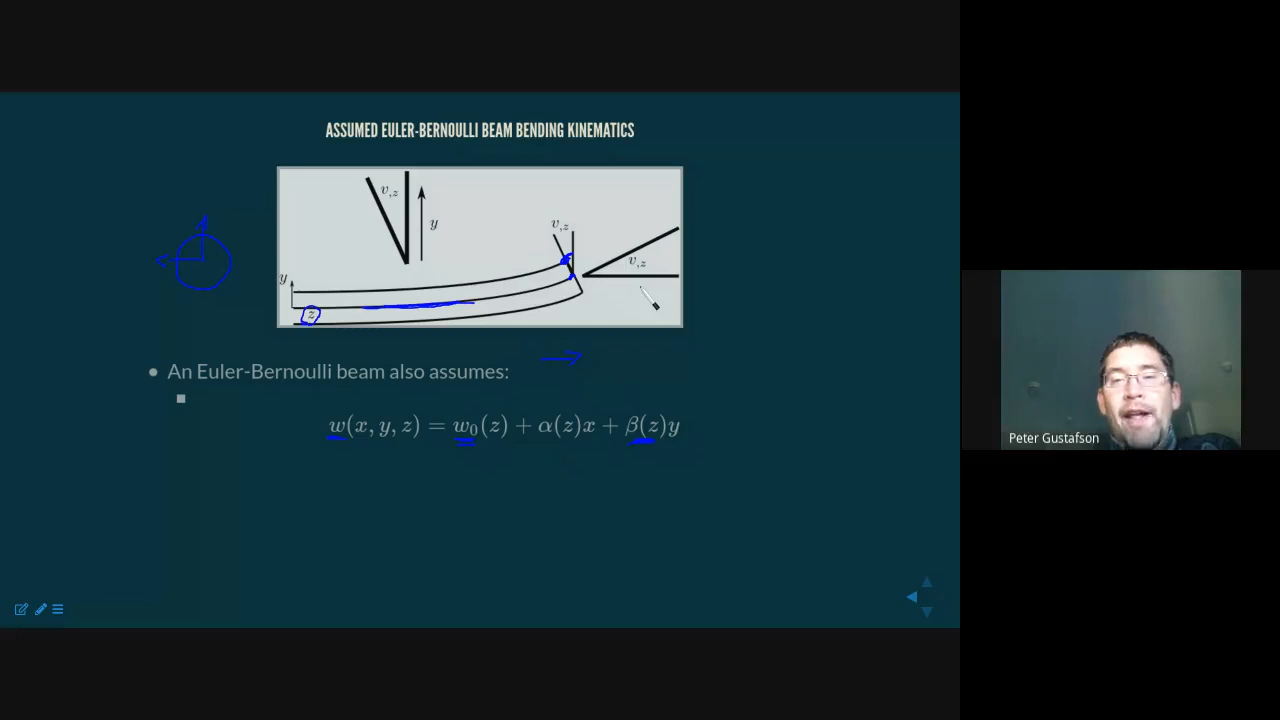 ASSUMED EULER-BERNOULLI BEAM BENDING KINEMATICS
v,z
y
v,z
v,z
y
z
• An Euler-Bernoulli beam also assumes:
w(x, y, z) = w₀(z) + α(z)x + β(z)y
Peter Gustafson